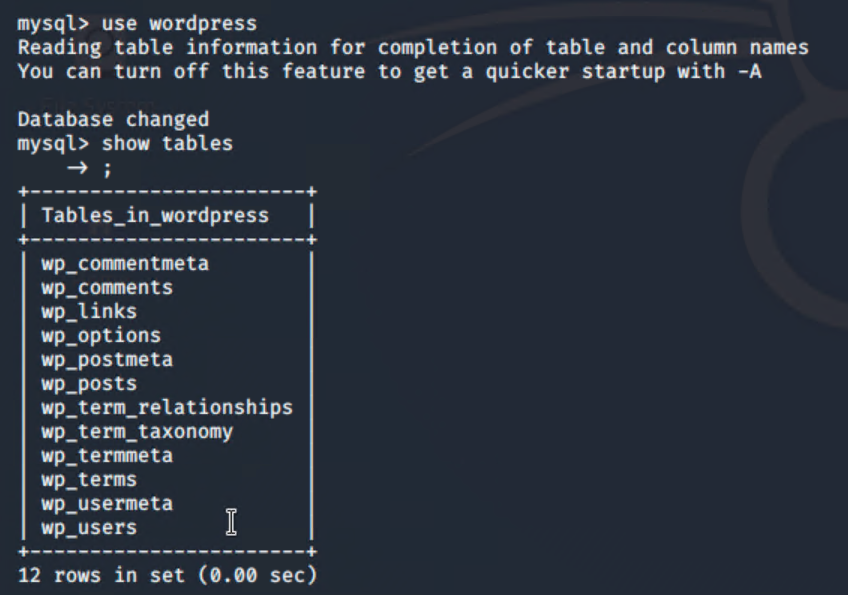 mysql> use wordpress
Reading table information for completion of table and column names
You can turn off this feature to get a quicker startup with -A
Database changed
mysql> show tables
    → ;
+-----------------------+
| Tables_in_wordpress   |
+-----------------------+
| wp_commentmeta        |
| wp_comments           |
| wp_links              |
| wp_options            |
| wp_postmeta           |
| wp_posts              |
| wp_term_relationships |
| wp_term_taxonomy      |
| wp_termmeta           |
| wp_terms              |
| wp_usermeta           |
| wp_users              |
+-----------------------+
12 rows in set (0.00 sec)